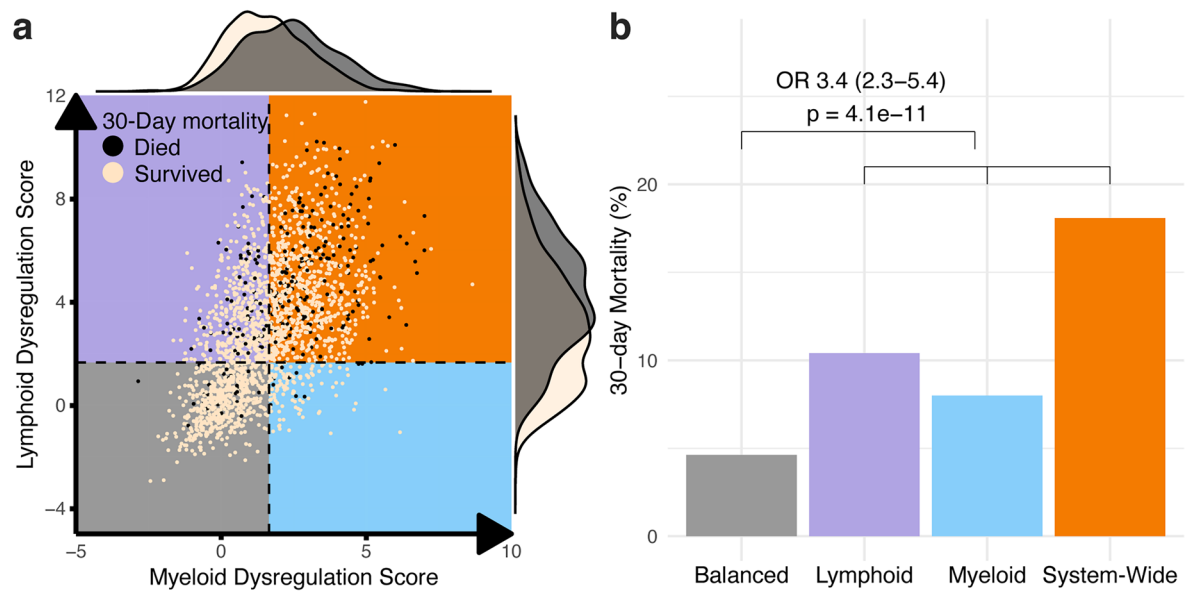 a
12
8
4
0
−4
Lymphoid Dysregulation Score
30-Day mortality
Died
Survived
−5
0
5
10
Myeloid Dysregulation Score
b
OR 3.4 (2.3−5.4)
p = 4.1e−11
20
10
0
30−day Mortality (%)
Balanced
Lymphoid
Myeloid
System-Wide